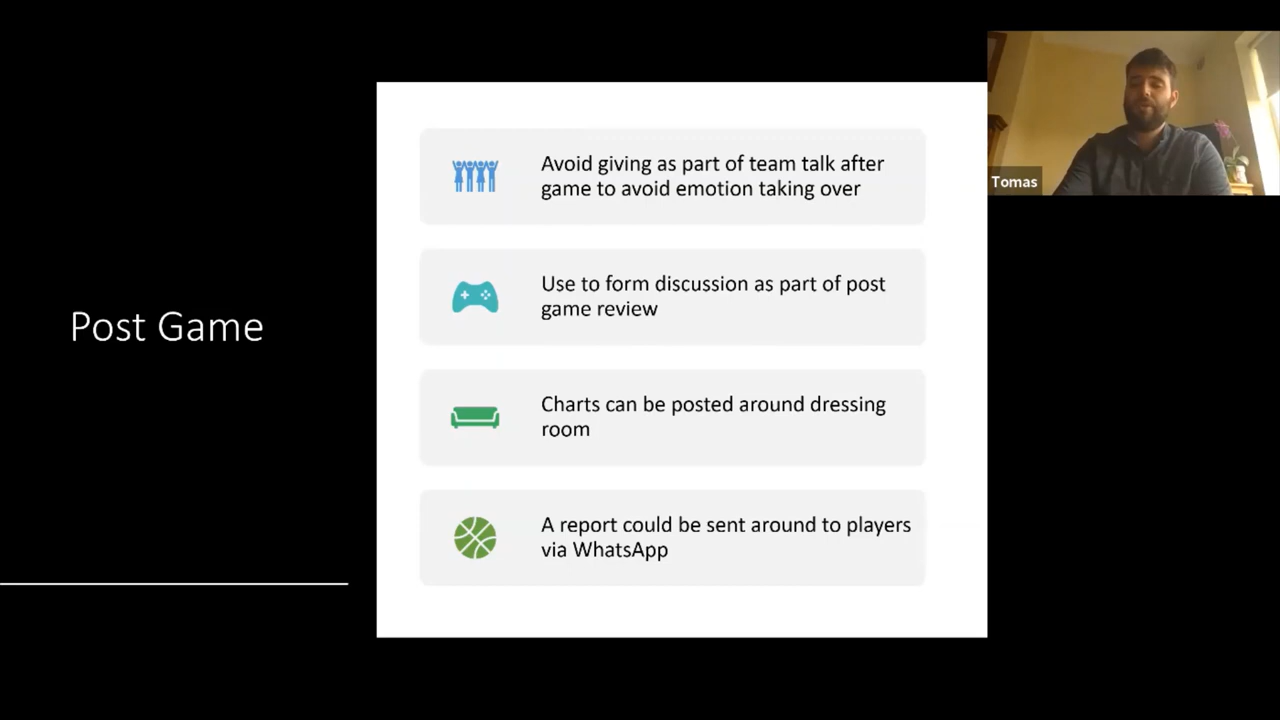 Post Game
Avoid giving as part of team talk after
game to avoid emotion taking over
Use to form discussion as part of post
game review
Charts can be posted around dressing
room
A report could be sent around to players
via WhatsApp
Tomas